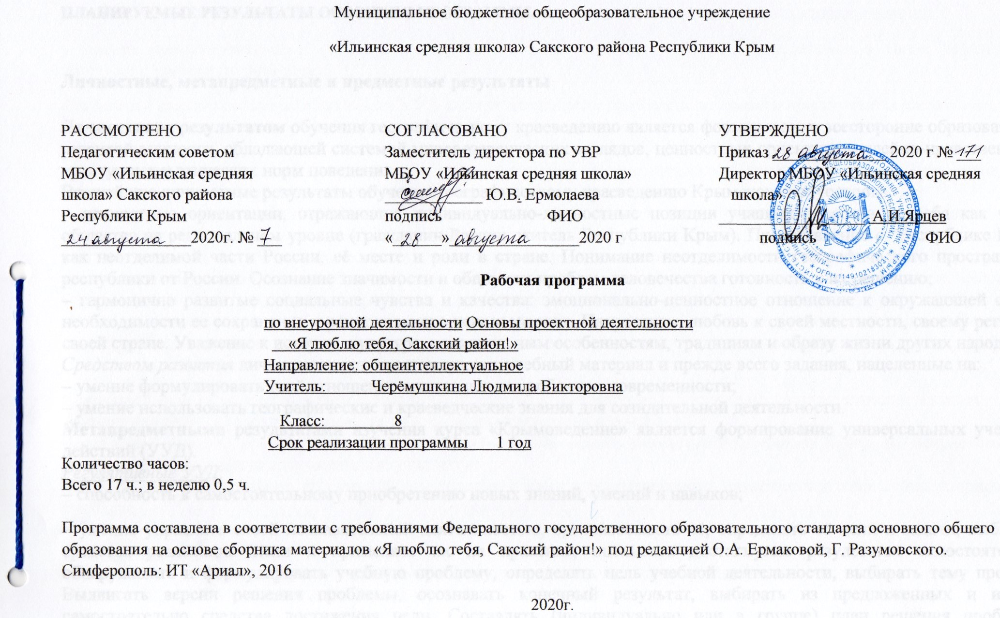 Муниципальное бюджетное общеобразовательное учреждение
«Ильинская средняя школа» Сакского района Республики Крым
РАССМОТРЕНО
Педагогическим советом
МБОУ «Ильинская средняя
школа» Сакского района
Республики Крым
24 августа 2020г. № 7
СОГЛАСОВАНО
Заместитель директора по УВР
МБОУ «Ильинская средняя школа»
Ю.В. Ермолаева
подпись ФИО
« 28 » августа 2020 г
УТВЕРЖДЕНО
Приказ 28 августа 2020 г № 171
Директор МБОУ «Ильинская средняя
школа»
А.И.Ярцев
подпись ФИО
Рабочая программа
по внеурочной деятельности Основы проектной деятельности
«Я люблю тебя, Сакский район!»
Направление: общеинтеллектуальное
Учитель: Черёмушкина Людмила Викторовна
Класс: 8
Срок реализации программы 1 год
Количество часов:
Всего 17 ч.; в неделю 0,5 ч.
Программа составлена в соответствии с требованиями Федерального государственного образовательного стандарта основного общего
образования на основе сборника материалов «Я люблю тебя, Сакский район!» под редакцией О.А. Ермаковой, Г. Разумовского.
Симферополь: ИТ «Ариал», 2016
2020г.